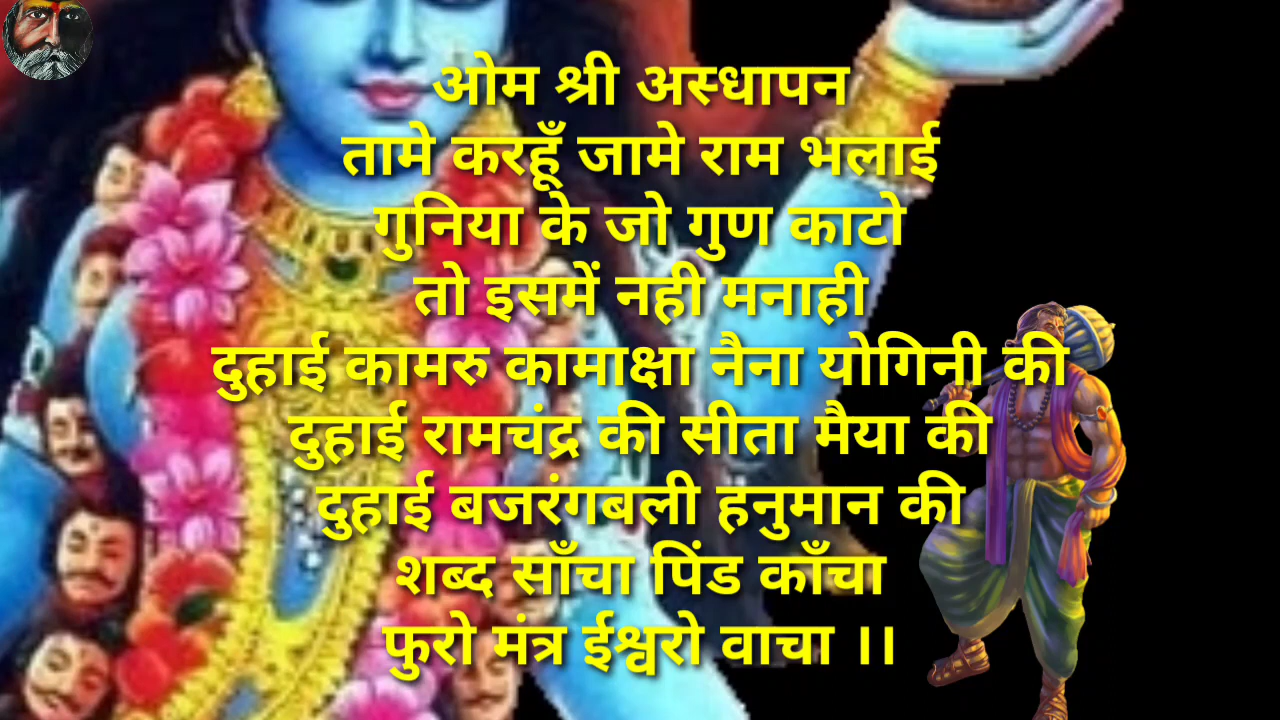 ओम श्री अस्धापन
तामे करहूँ जामे राम भलाई
गुनिया के जो गुण काटो
तो इसमें नही मनाही
दुहाई कामरु कामाक्षा नैना योगिनी की
दुहाई रामचंद्र की सीता मैया की
दुहाई बजरंगबली हनुमान की
शब्द साँचा पिंड काँचा
फुरो मंत्र ईश्वरो वाचा ।।